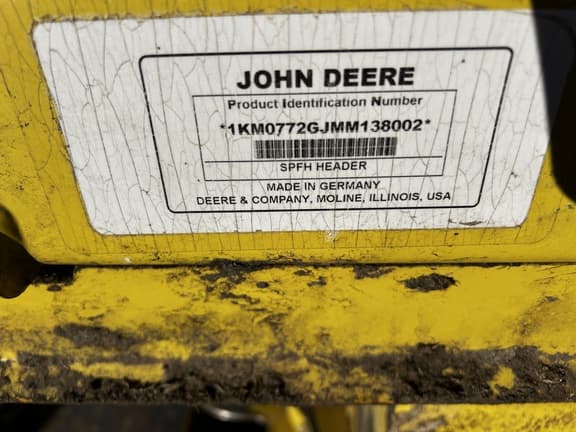 JOHN DEERE
Product Identification Number
*1KM0772GJMM138002*
SPFH HEADER
MADE IN GERMANY
DEERE & COMPANY, MOLINE, ILLINOIS, USA